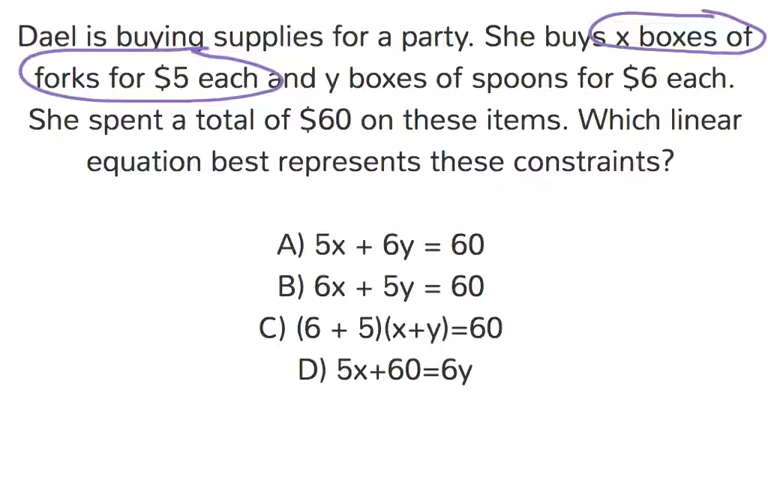 Dael is buying supplies for a party. She buys x boxes of
forks for $5 each and y boxes of spoons for $6 each.
She spent a total of $60 on these items. Which linear
equation best represents these constraints?
A) 5x + 6y = 60
B) 6x + 5y = 60
C) (6 + 5)(x+y)=60
D) 5x+60=6y